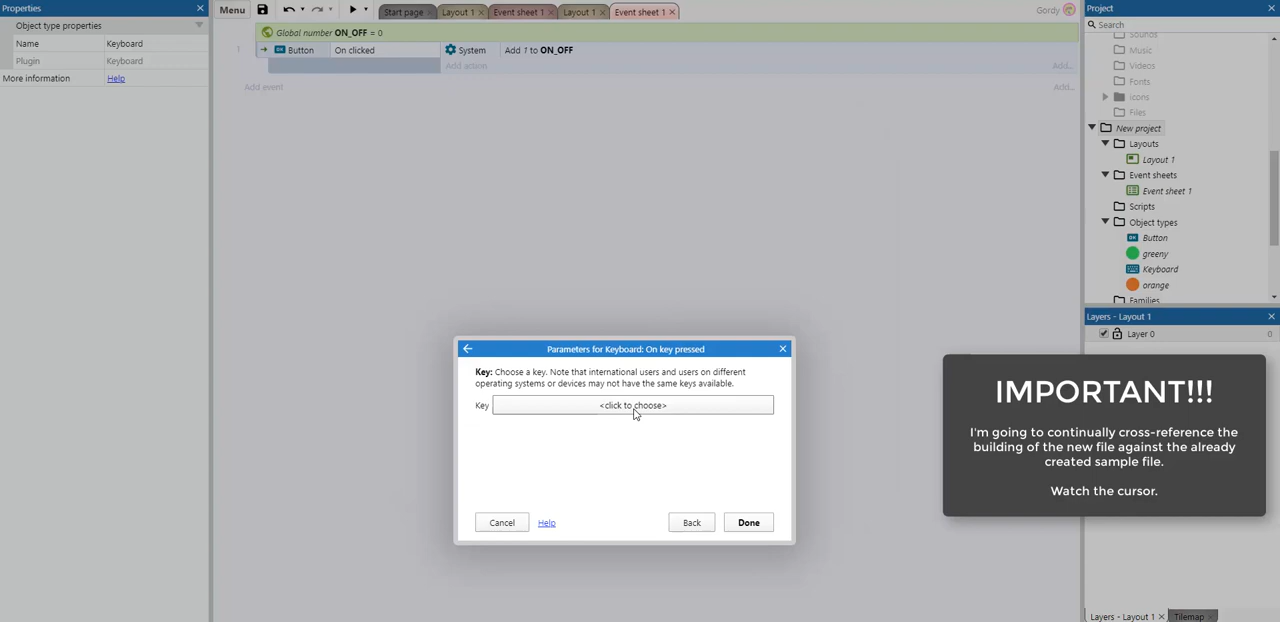 Properties
Object type properties
Name Keyboard
Plugin Keyboard
More information Help
Menu
Start page Layout 1 Event sheet 1 Layout 1 Event sheet 1
Gordy
Global number ON_OFF = 0
1 Button On clicked System Add 1 to ON_OFF
Add action Add...
Add event Add...
Parameters for Keyboard: On key pressed
Key: Choose a key. Note that international users and users on different
operating systems or devices may not have the same keys available.
Key <click to choose>
Cancel Help Back Done
Project
Search
Sounds
Music
Videos
Fonts
icons
Files
New project
Layouts
Layout 1
Event sheets
Event sheet 1
Scripts
Object types
Button
greeny
Keyboard
orange
Families
Layers - Layout 1
Layer 0 0
IMPORTANT!!!
I'm going to continually cross-reference the
building of the new file against the already
created sample file.
Watch the cursor.
Layers - Layout 1 Tilemap